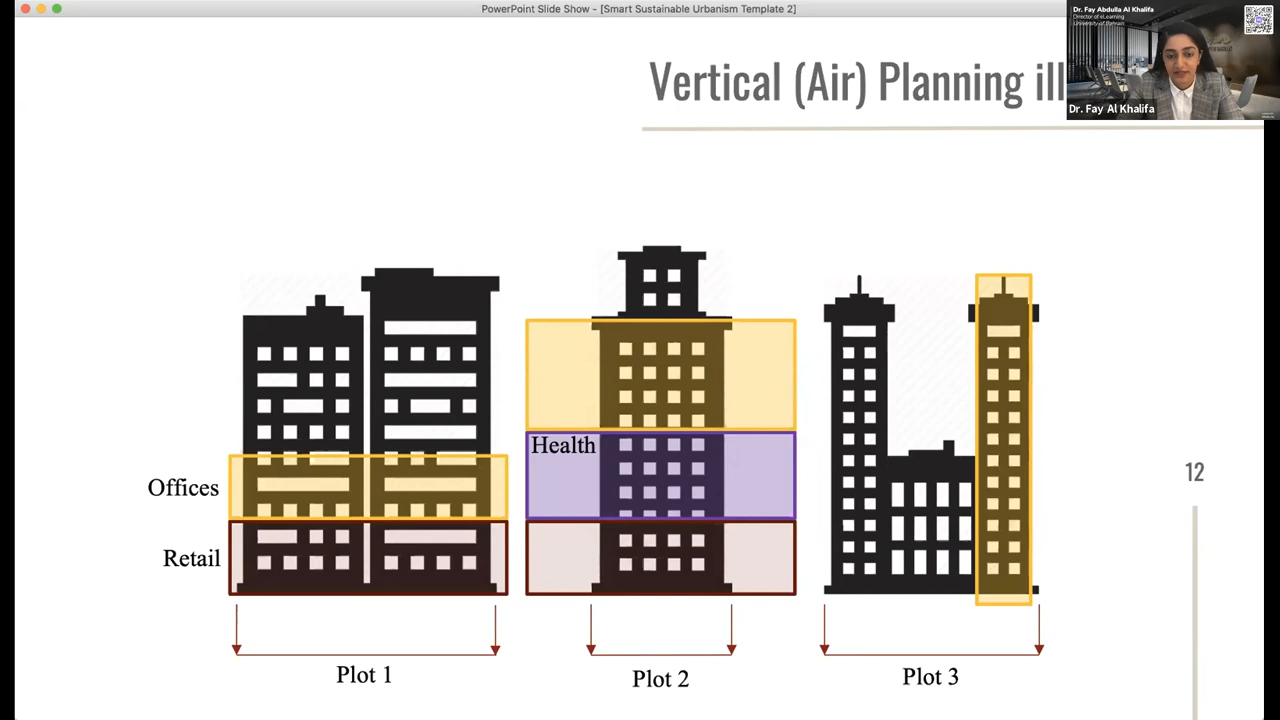 PowerPoint Slide Show - [Smart Sustainable Urbanism Template 2]
Dr. Fay Abdulla Al Khalifa
Director of eLearning
University of Bahrain
Dr. Fay Al Khalifa
Vertical (Air) Planning ill
Health
Offices
Retail
12
Plot 1
Plot 2
Plot 3